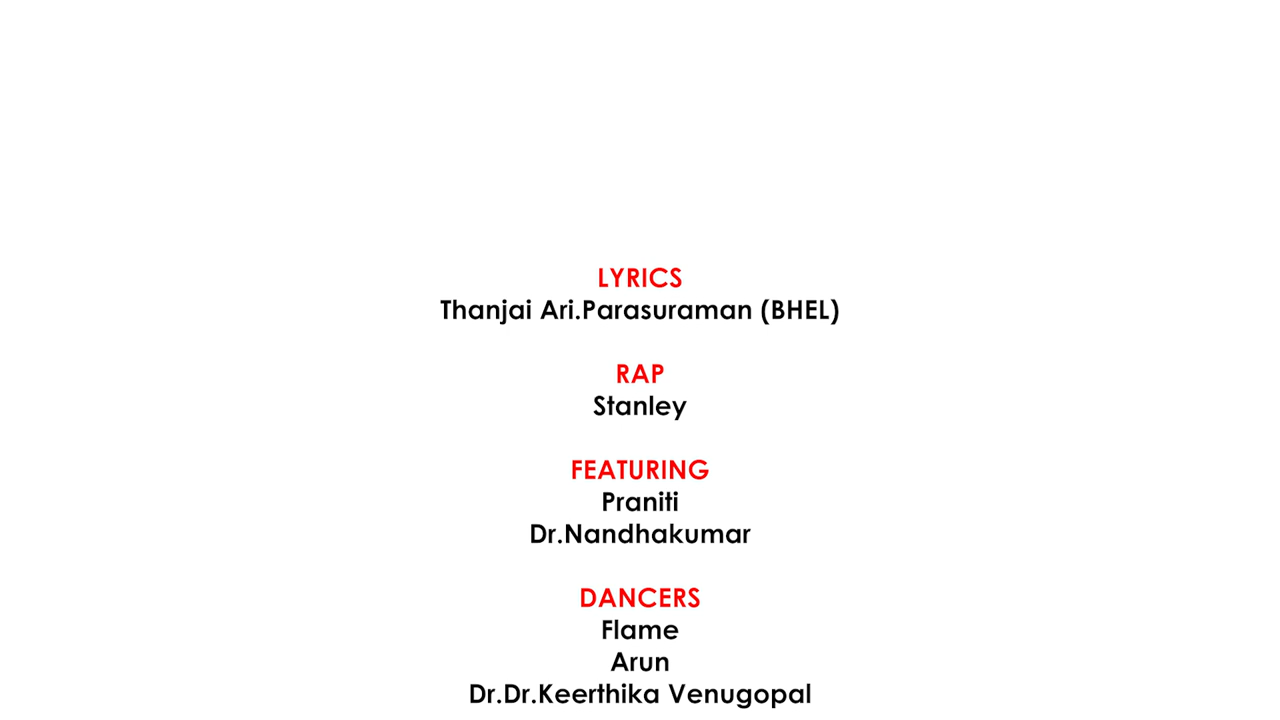 LYRICS
Thanjai Ari.Parasuraman (BHEL)
RAP
Stanley
FEATURING
Praniti
Dr.Nandhakumar
DANCERS
Flame
Arun
Dr.Dr.Keerthika Venugopal